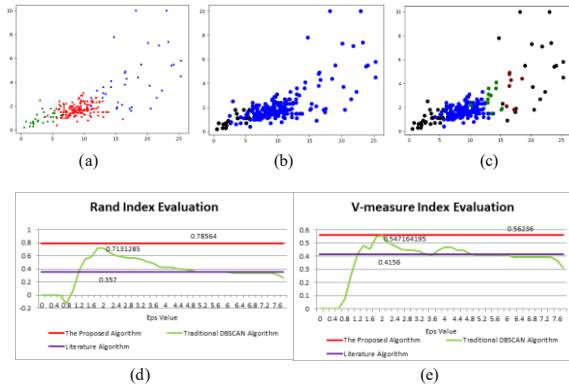 10
8
6
4
2
0
0 5 10 15 20 25
10
8
6
4
2
0
0 5 10 15 20 25
10
8
6
4
2
0
0 5 10 15 20 25
(a) (b) (c)
Rand Index Evaluation
1
0.8
0.6
0.4
0.2
0
-0.2
0.78564
0.7131285
0.357
0 0.4 0.8 1.2 1.6 2 2.4 2.8 3.2 3.6 4 4.4 4.8 5.2 5.6 6 6.4 6.8 7.2 7.6
Eps Value
The Proposed Algorithm
Traditional DBSCAN Algorithm
Literature Algorithm
V-measure Index Evaluation
0.6
0.5
0.4
0.3
0.2
0.1
0
0.56236
0.547164195
0.4156
0 0.4 0.8 1.2 1.6 2 2.4 2.8 3.2 3.6 4 4.4 4.8 5.2 5.6 6 6.4 6.8 7.2 7.6
Eps Value
The Proposed Algorithm
Traditional DBSCAN Algorithm
Literature Algorithm
(d) (e)